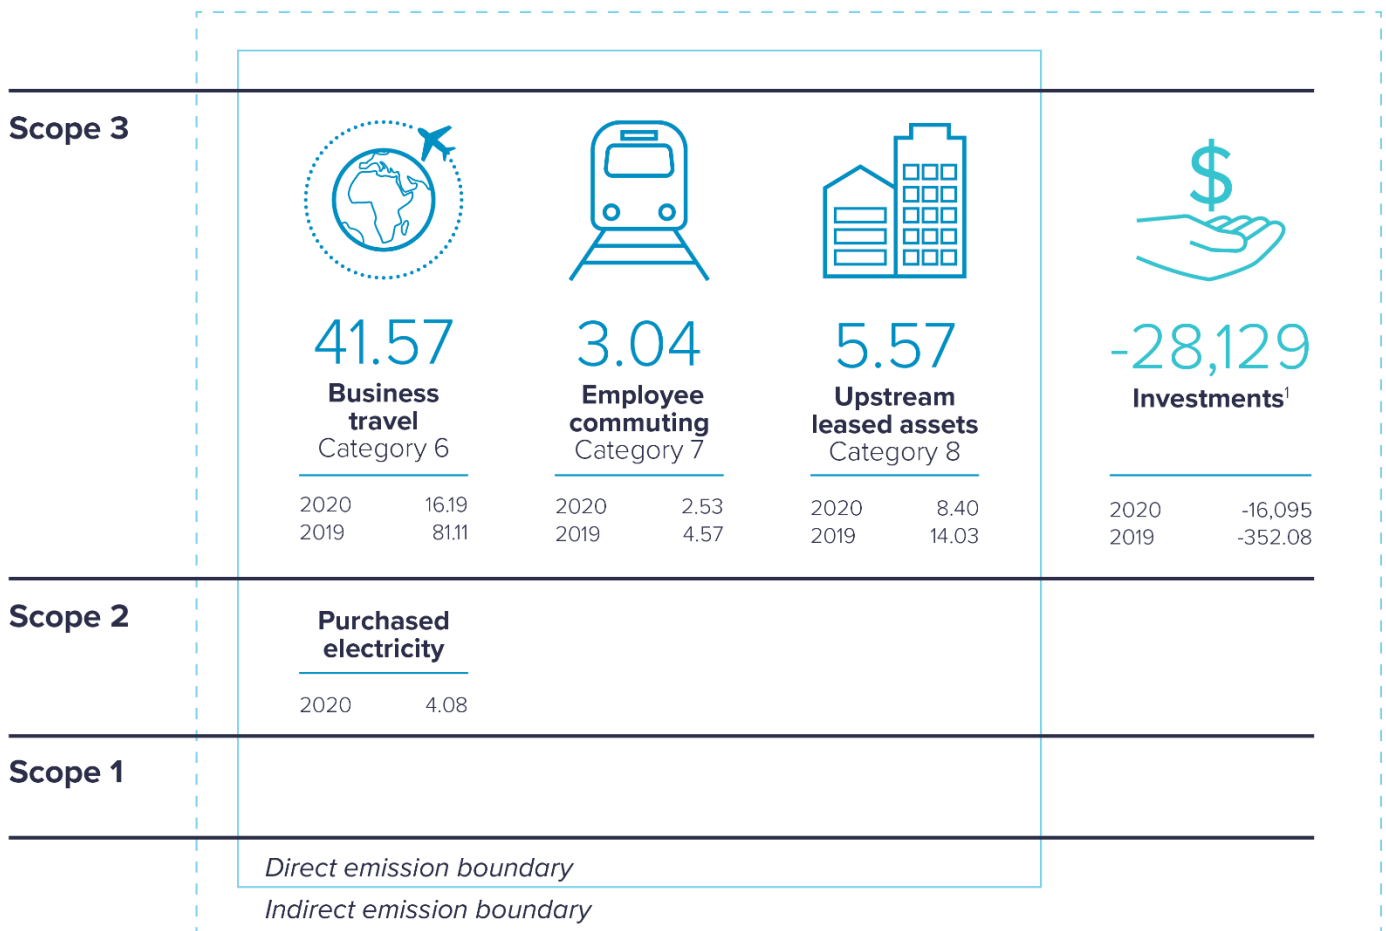 Scope 3
41.57
Business
travel
Category 6
2020 16.19
2019 81.11
3.04
Employee
commuting
Category 7
2020 2.53
2019 4.57
5.57
Upstream
leased assets
Category 8
2020 8.40
2019 14.03
$
-28,129
Investments¹
2020 -16,095
2019 -352.08
Scope 2
Purchased
electricity
2020 4.08
Scope 1
Direct emission boundary
Indirect emission boundary